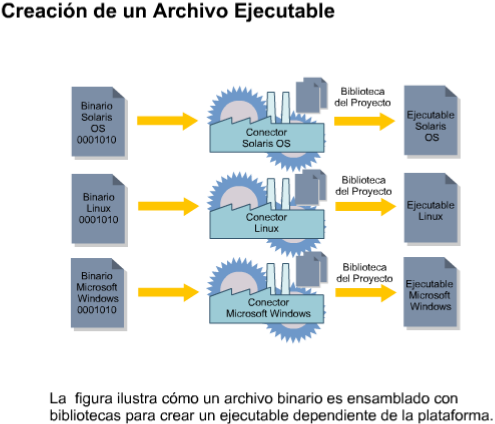 Creación de un Archivo Ejecutable
Binario
Solaris
OS
0001010
Conector
Solaris OS
Biblioteca
del Proyecto
Ejecutable
Solaris
OS
Binario
Linux
0001010
Conector
Linux
Biblioteca
del Proyecto
Ejecutable
Linux
Binario
Microsoft
Windows
0001010
Conector
Microsoft Windows
Biblioteca
del Proyecto
Ejecutable
Microsoft
Windows
La figura ilustra cómo un archivo binario es ensamblado con
bibliotecas para crear un ejecutable dependiente de la plataforma.